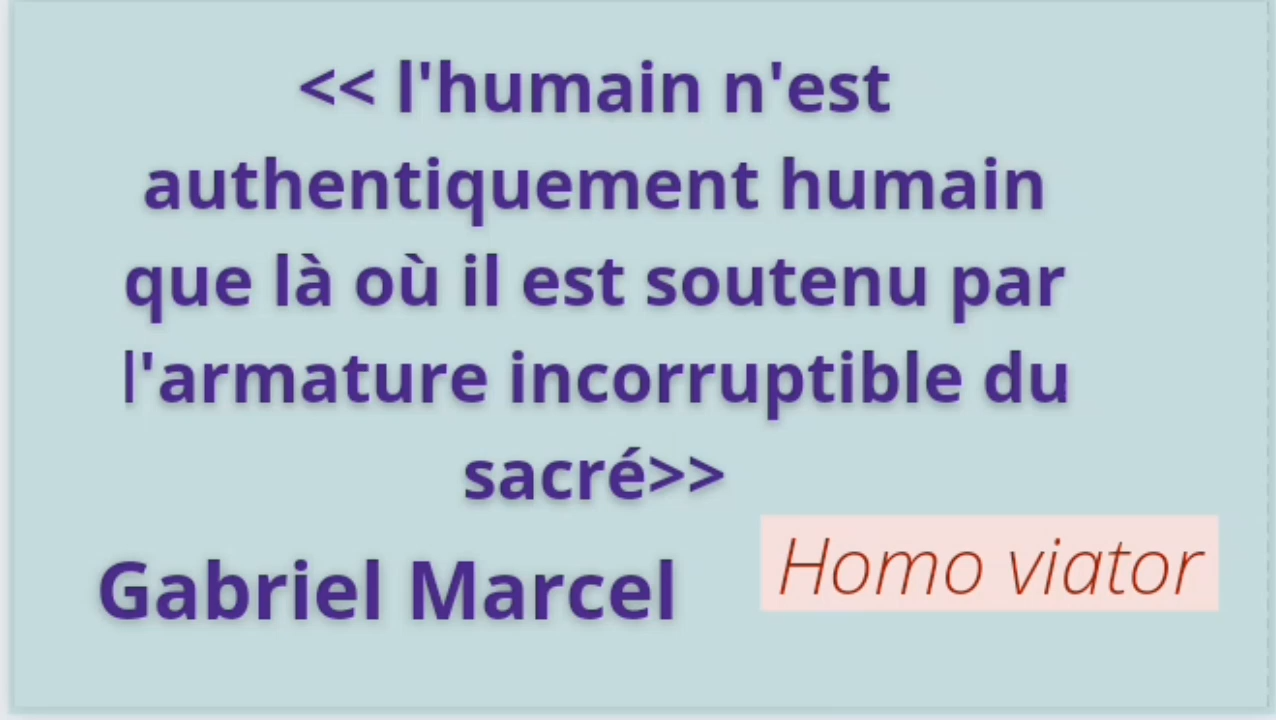 << l'humain n'est
authentiquement humain
que là où il est soutenu par
l'armature incorruptible du
sacré>>
Gabriel Marcel
Homo viator